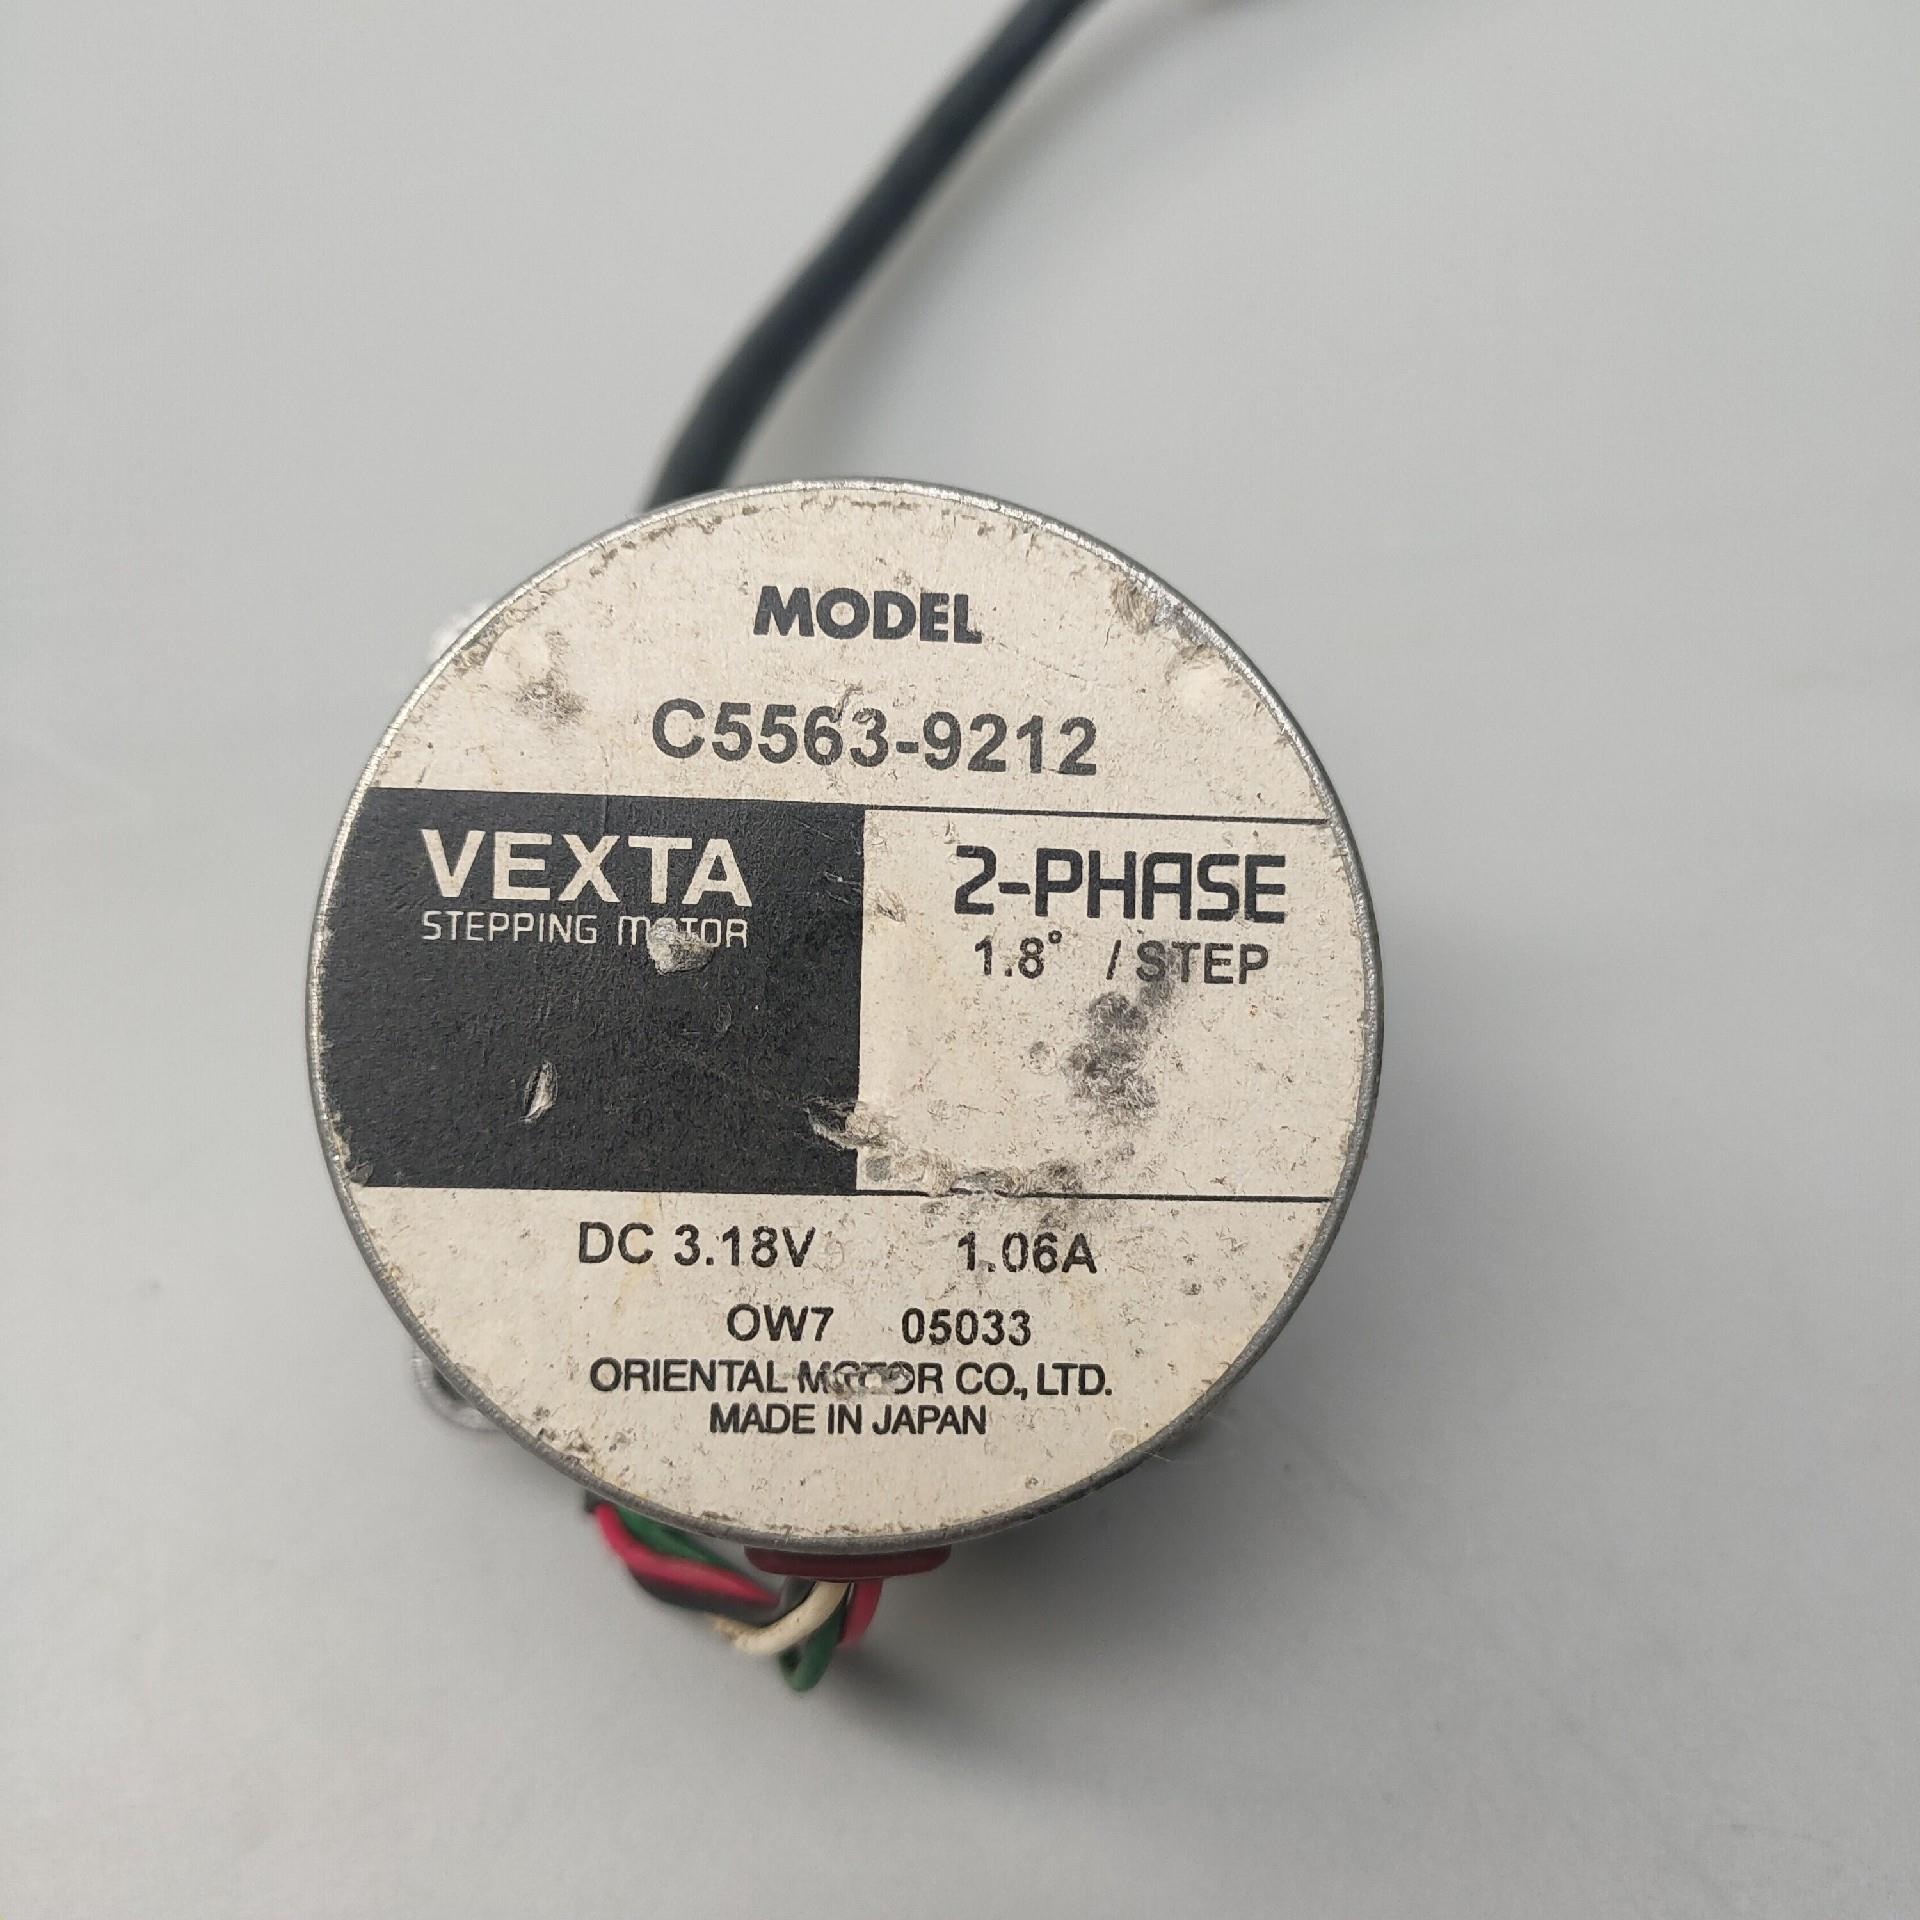 MODEL
C5563-9212
VEXTA
STEPPING MOTOR
2-PHASE
1.8° / STEP
DC 3.18V 1.06A
OW7 05033
ORIENTAL MOTOR CO., LTD.
MADE IN JAPAN